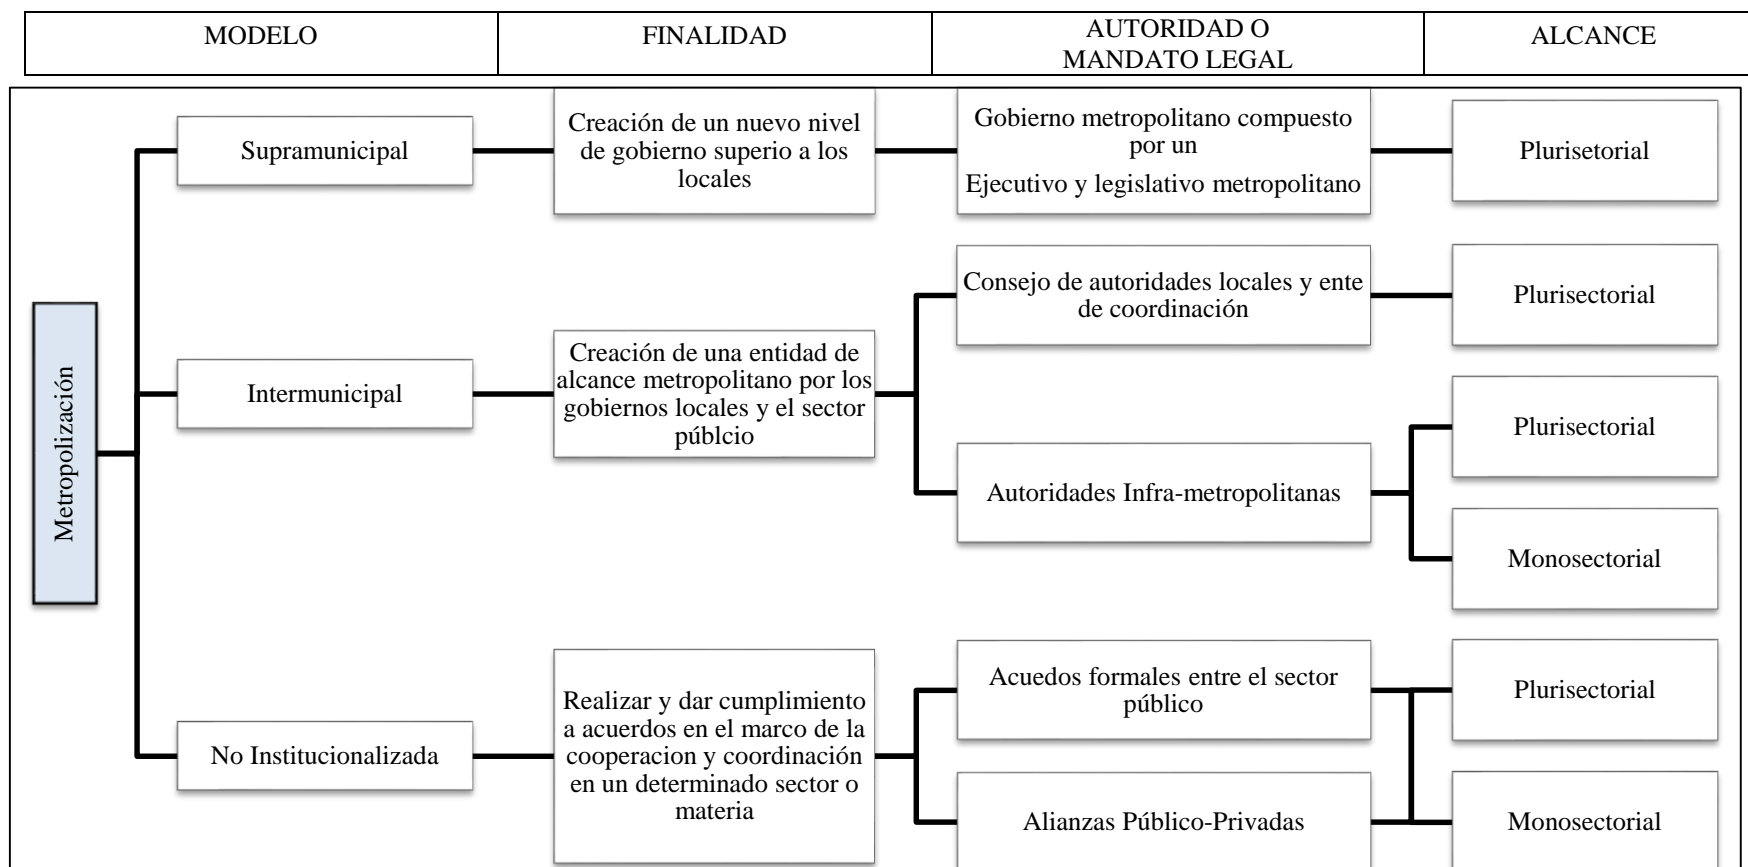 MODELO
FINALIDAD
AUTORIDAD O
MANDATO LEGAL
ALCANCE
Metropolización
Supramunicipal
Creación de un nuevo nivel
de gobierno superio a los
locales
Gobierno metropolitano compuesto
por un
Ejecutivo y legislativo metropolitano
Plurisetorial
Intermunicipal
Creación de una entidad de
alcance metropolitano por los
gobiernos locales y el sector
públcio
Consejo de autoridades locales y ente
de coordinación
Plurisectorial
Autoridades Infra-metropolitanas
Plurisectorial
Monosectorial
No Institucionalizada
Realizar y dar cumplimiento
a acuerdos en el marco de la
cooperacion y coordinación
en un determinado sector o
materia
Acuedos formales entre el sector
público
Plurisectorial
Alianzas Público-Privadas
Monosectorial